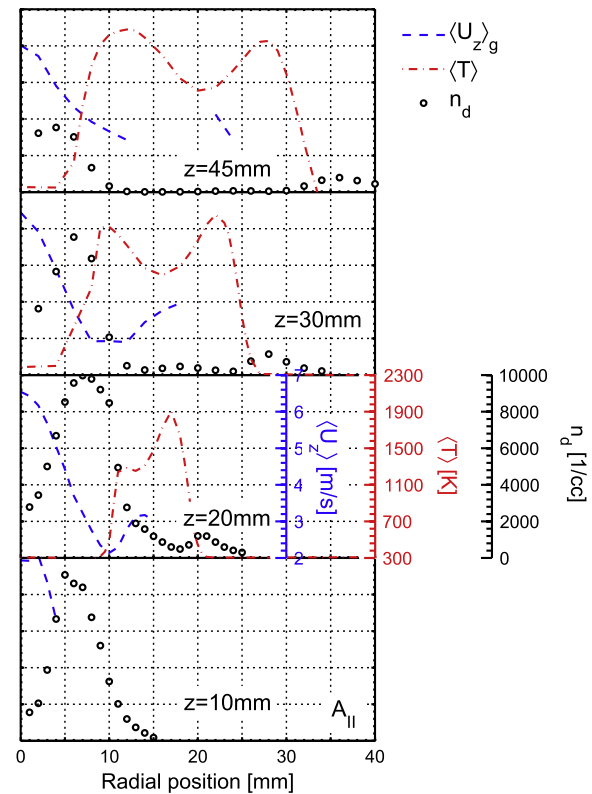 ⟨U_z⟩_g
⟨T⟩
n_d
z=45mm
z=30mm
7
6
5
4
3
2
⟨U_z⟩ [m/s]
2300
1900
1500
1100
700
300
⟨T⟩ [K]
10000
8000
6000
4000
2000
0
n_d [1/cc]
z=20mm
z=10mm
A_II
0 10 20 30 40
Radial position [mm]